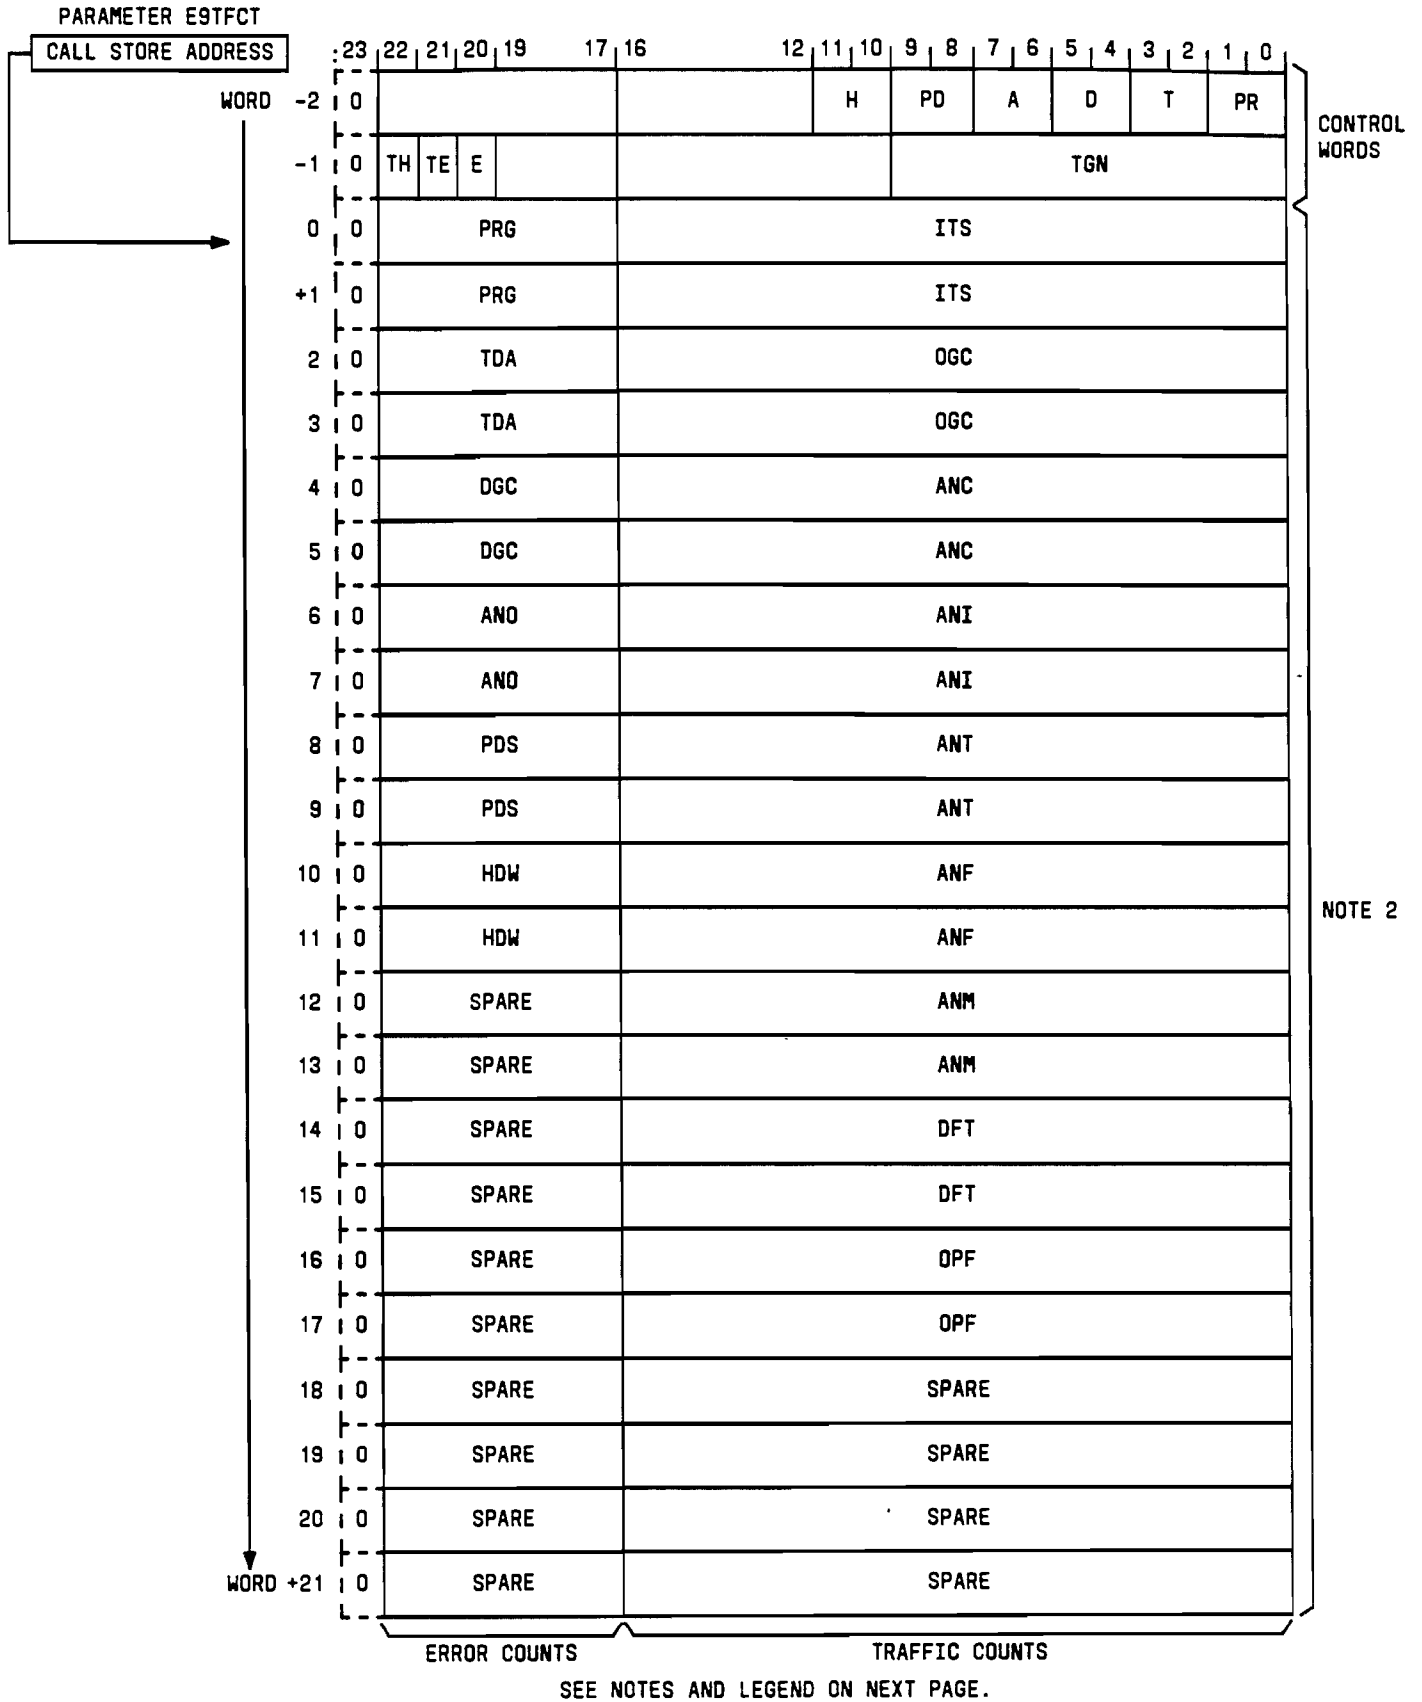 PARAMETER E9TFCT
CALL STORE ADDRESS
23 22 21 20 19 17 16 12 11 10 9 8 7 6 5 4 3 2 1 0
WORD -2 0 H PD A D T PR
CONTROL
WORDS
-1 0 TH TE E TGN
0 0 PRG ITS
+1 0 PRG ITS
2 0 TDA OGC
3 0 TDA OGC
4 0 DGC ANC
5 0 DGC ANC
6 0 ANO ANI
7 0 ANO ANI
8 0 PDS ANT
9 0 PDS ANT
10 0 HDW ANF
NOTE 2
11 0 HDW ANF
12 0 SPARE ANM
13 0 SPARE ANM
14 0 SPARE DFT
15 0 SPARE DFT
16 0 SPARE OPF
17 0 SPARE OPF
18 0 SPARE SPARE
19 0 SPARE SPARE
20 0 SPARE SPARE
WORD +21 0 SPARE SPARE
ERROR COUNTS TRAFFIC COUNTS
SEE NOTES AND LEGEND ON NEXT PAGE.